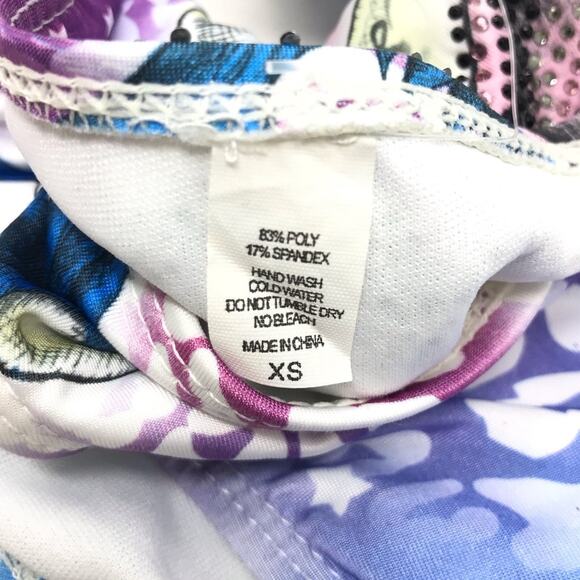 83% POLY
17% SPANDEX
HAND WASH
COLD WATER
DO NOT TUMBLE DRY
NO BLEACH
MADE IN CHINA
XS